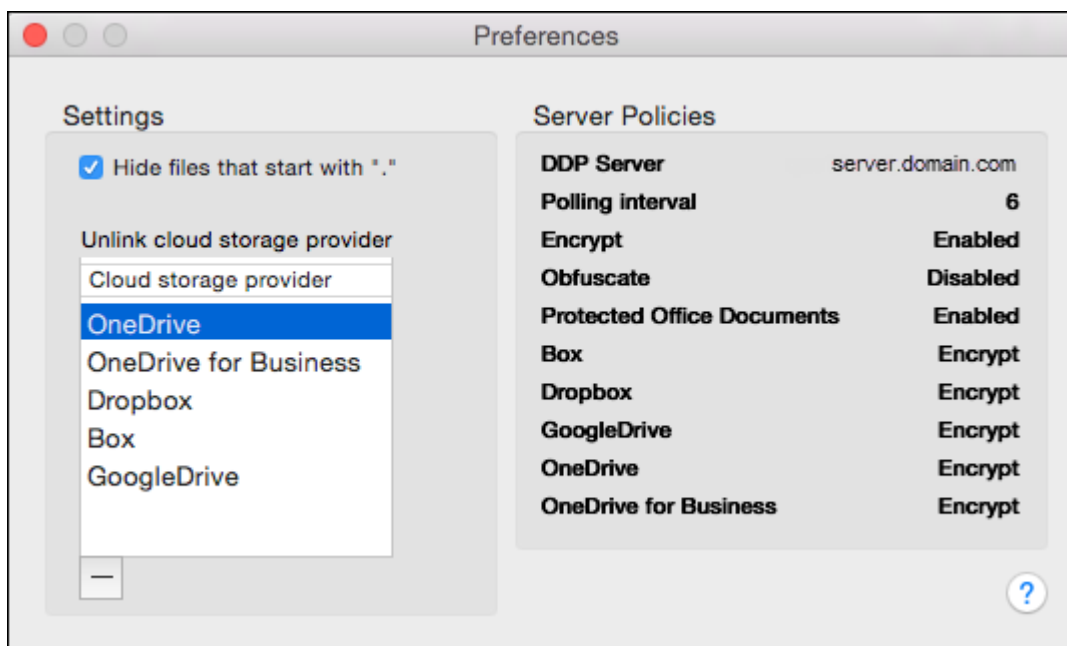 Preferences
Settings
Hide files that start with "."
Unlink cloud storage provider
Cloud storage provider
OneDrive
OneDrive for Business
Dropbox
Box
GoogleDrive
—
Server Policies
DDP Server server.domain.com
Polling interval 6
Encrypt Enabled
Obfuscate Disabled
Protected Office Documents Enabled
Box Encrypt
Dropbox Encrypt
GoogleDrive Encrypt
OneDrive Encrypt
OneDrive for Business Encrypt
?